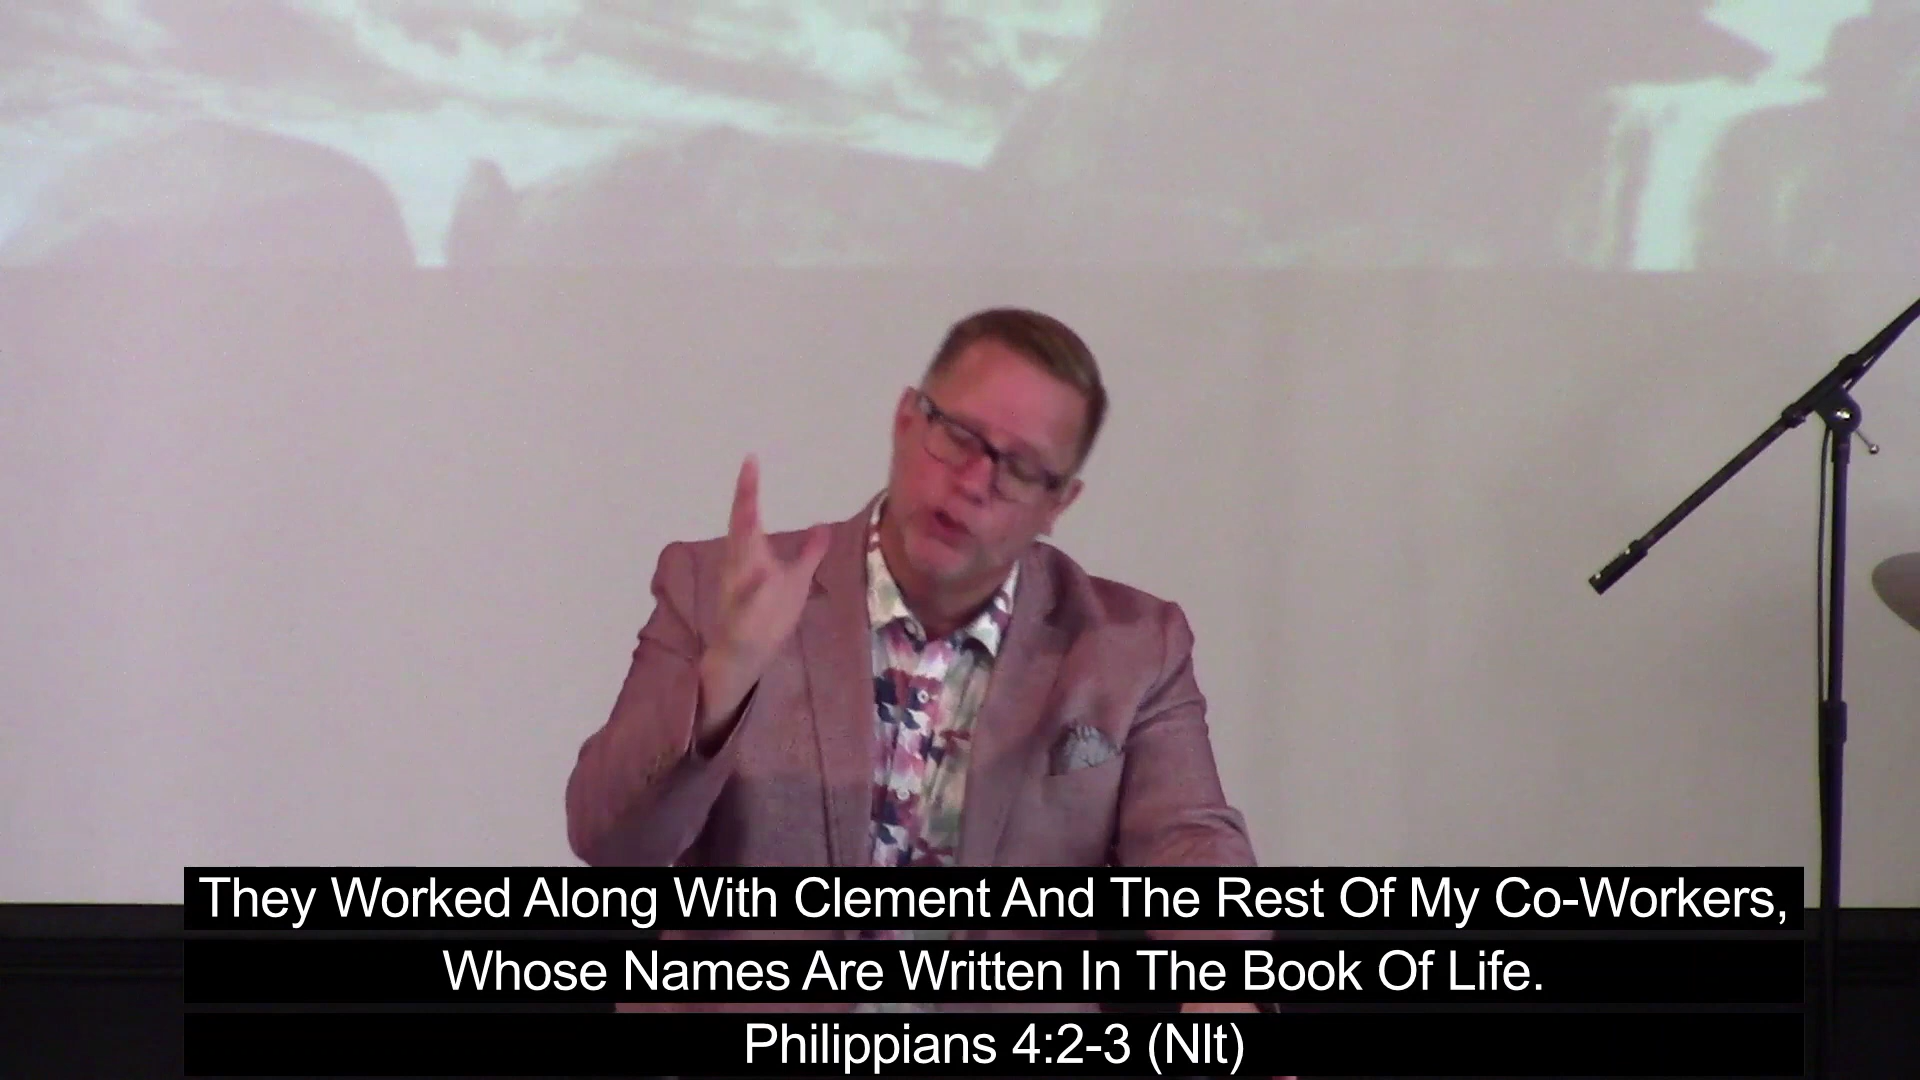 They Worked Along With Clement And The Rest Of My Co-Workers,
Whose Names Are Written In The Book Of Life.
Philippians 4:2-3 (Nlt)